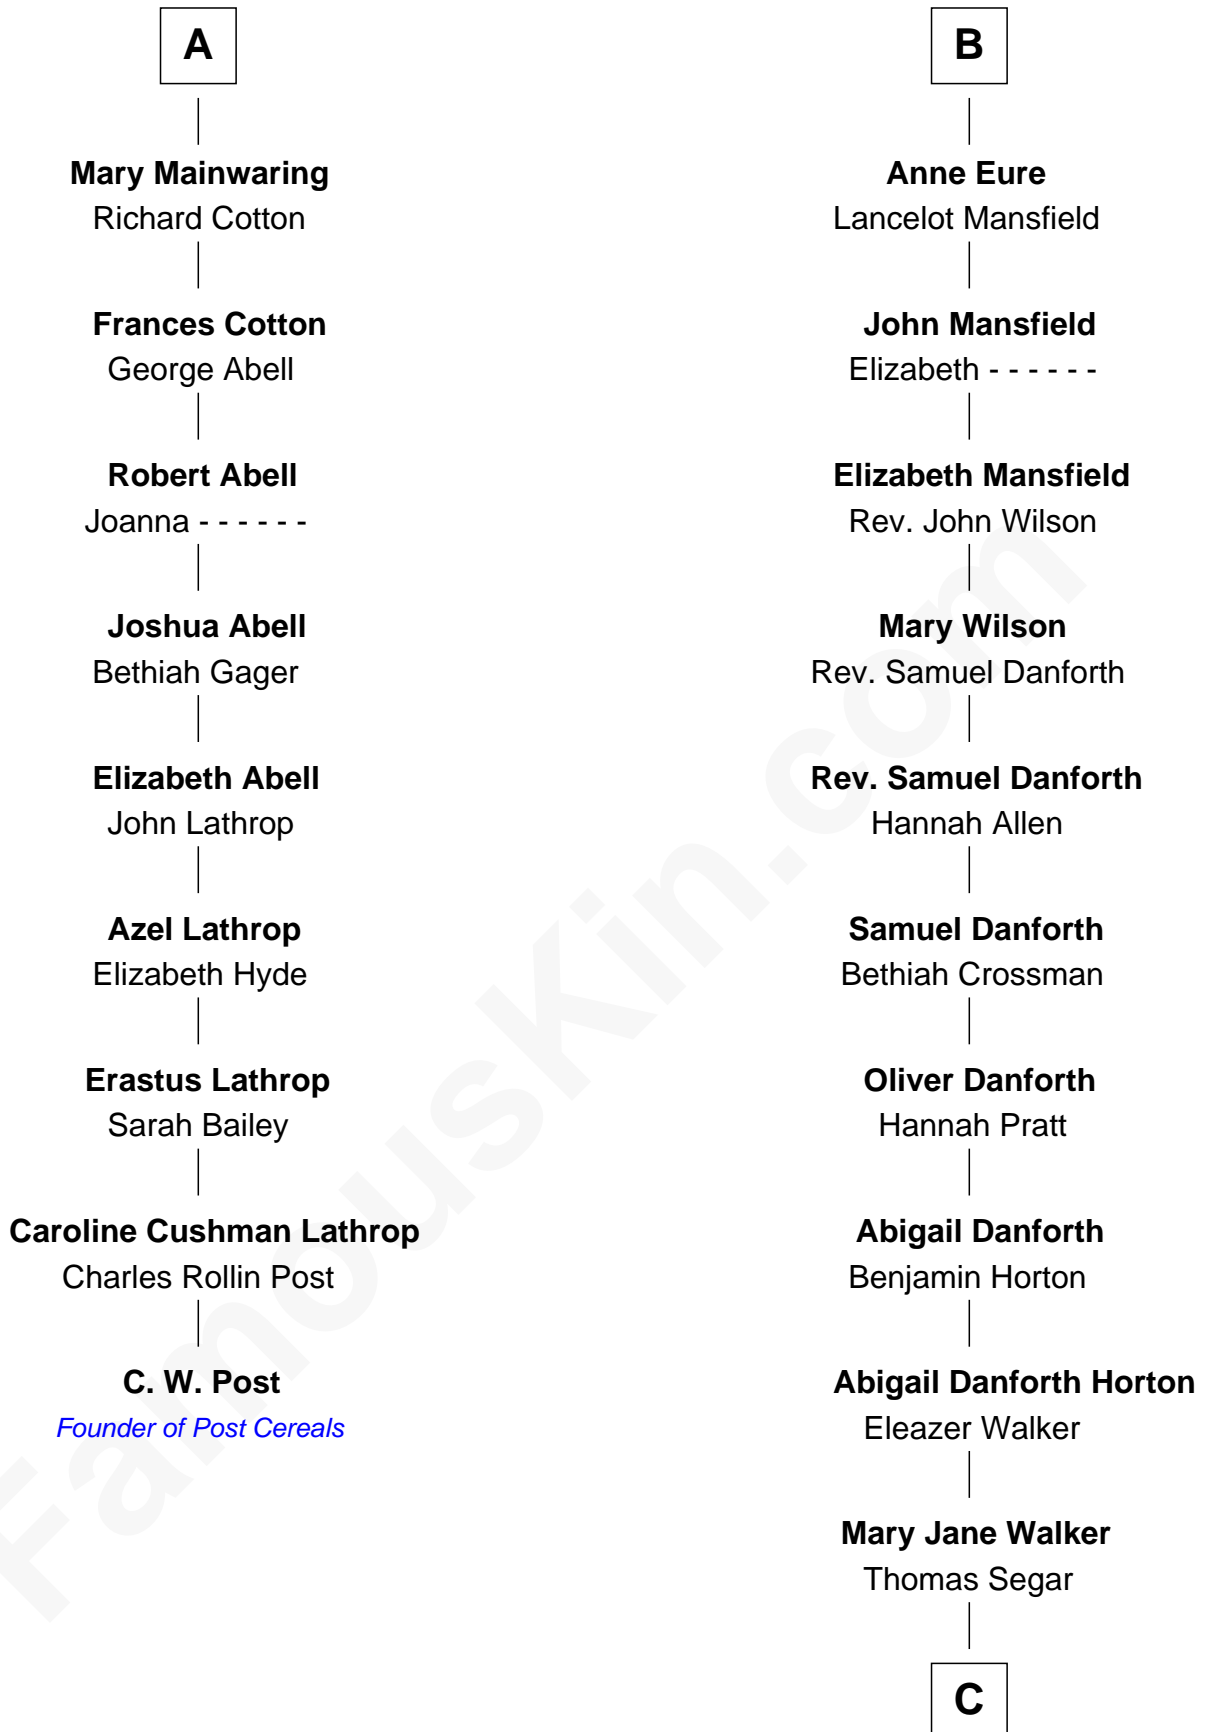 A
Mary Mainwaring
Richard Cotton
Frances Cotton
George Abell
Robert Abell
Joanna - - - - - -
Joshua Abell
Bethiah Gager
Elizabeth Abell
John Lathrop
Azel Lathrop
Elizabeth Hyde
Erastus Lathrop
Sarah Bailey
Caroline Cushman Lathrop
Charles Rollin Post
C. W. Post
Founder of Post Cereals
B
Anne Eure
Lancelot Mansfield
John Mansfield
Elizabeth - - - - - -
Elizabeth Mansfield
Rev. John Wilson
Mary Wilson
Rev. Samuel Danforth
Rev. Samuel Danforth
Hannah Allen
Samuel Danforth
Bethiah Crossman
Oliver Danforth
Hannah Pratt
Abigail Danforth
Benjamin Horton
Abigail Danforth Horton
Eleazer Walker
Mary Jane Walker
Thomas Segar
C
FamousKin.com